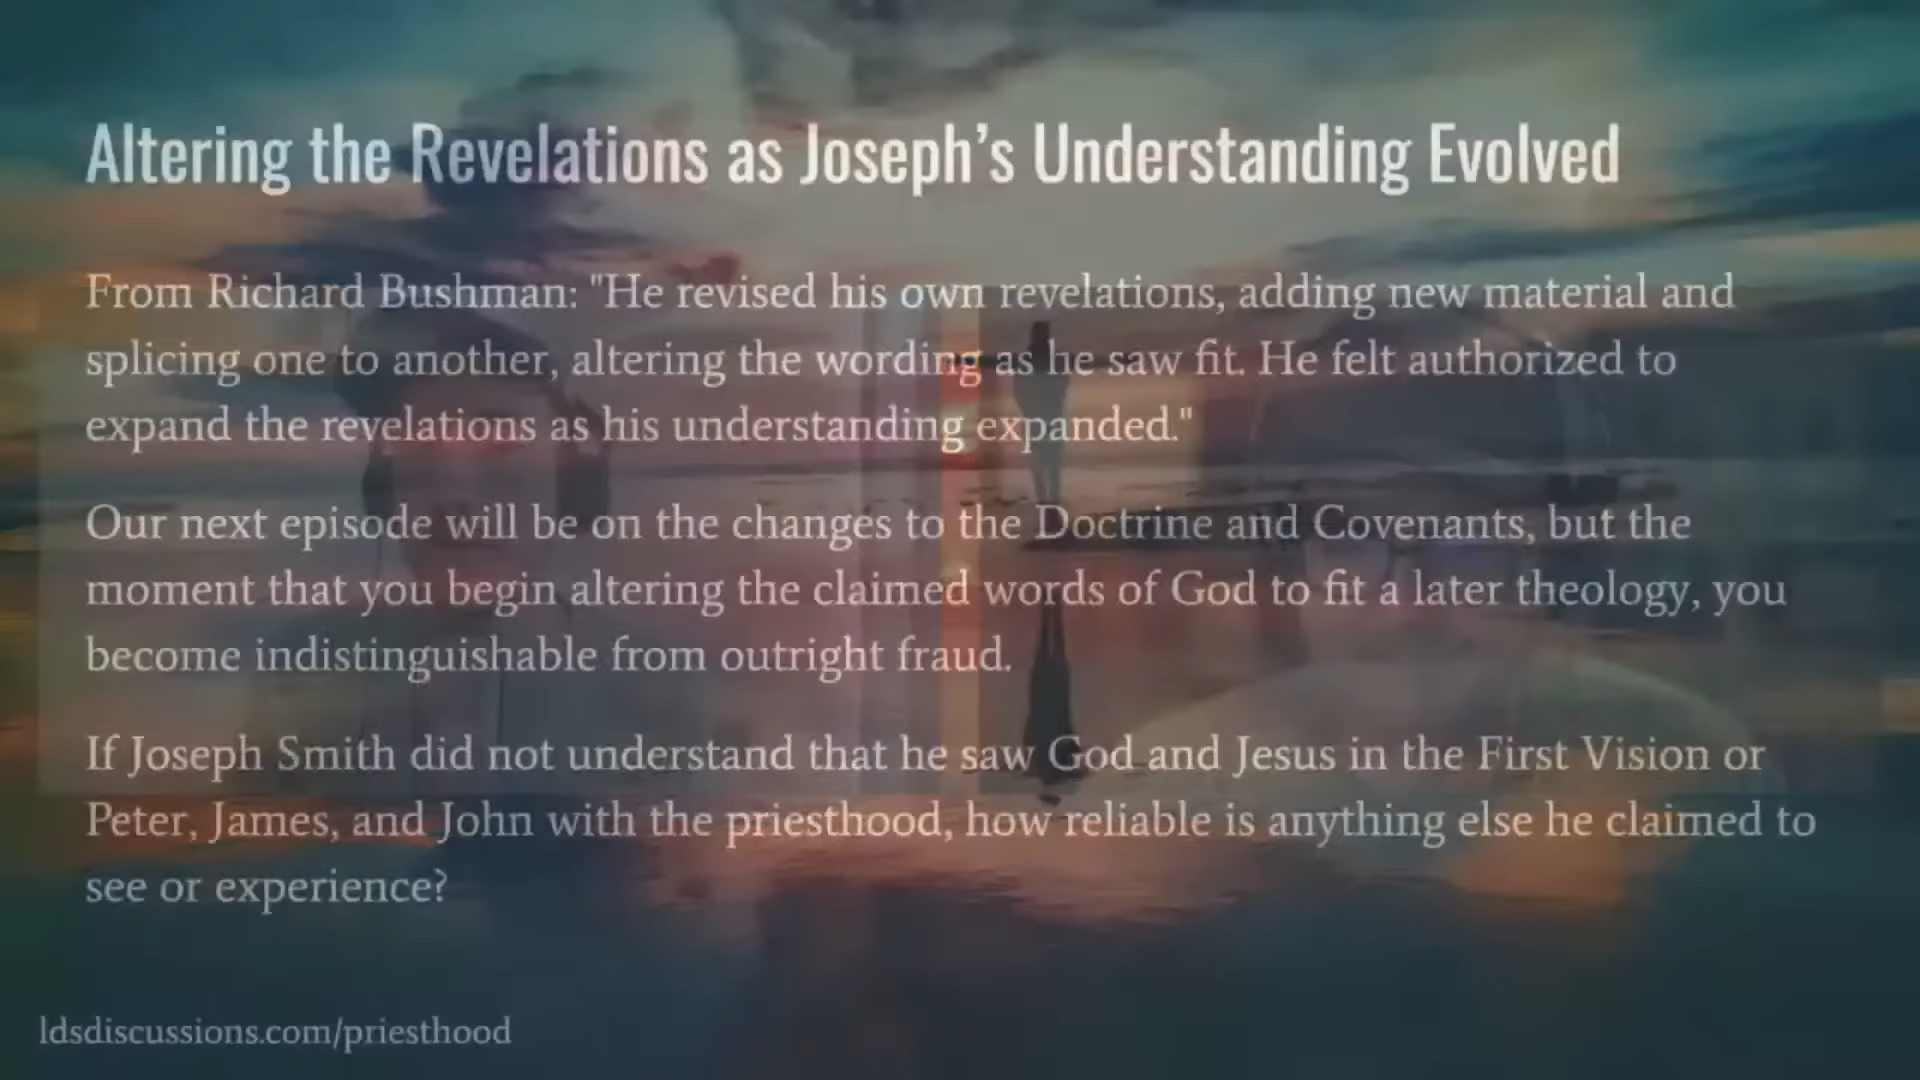 Altering the Revelations as Joseph’s Understanding Evolved
From Richard Bushman: "He revised his own revelations, adding new material and
splicing one to another, altering the wording as he saw fit. He felt authorized to
expand the revelations as his understanding expanded."
Our next episode will be on the changes to the Doctrine and Covenants, but the
moment that you begin altering the claimed words of God to fit a later theology, you
become indistinguishable from outright fraud.
If Joseph Smith did not understand that he saw God and Jesus in the First Vision or
Peter, James, and John with the priesthood, how reliable is anything else he claimed to
see or experience?
ldsdiscussions.com/priesthood